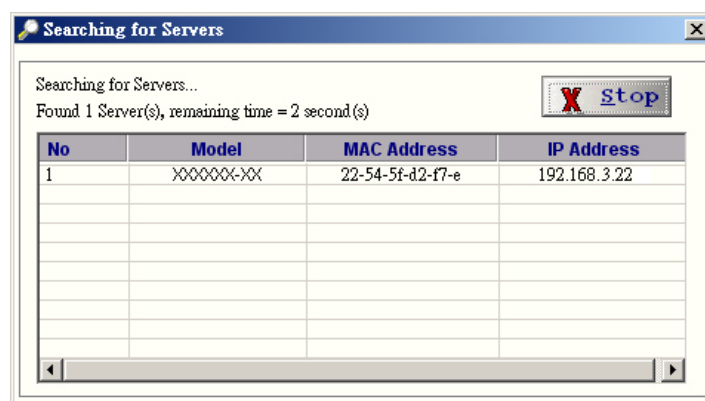 Searching for Servers
Searching for Servers...
Stop
Found 1 Server(s), remaining time = 2 second(s)
No Model MAC Address IP Address
1 XXXXXX-XX 22-54-5f-d2-f7-e 192.168.3.22